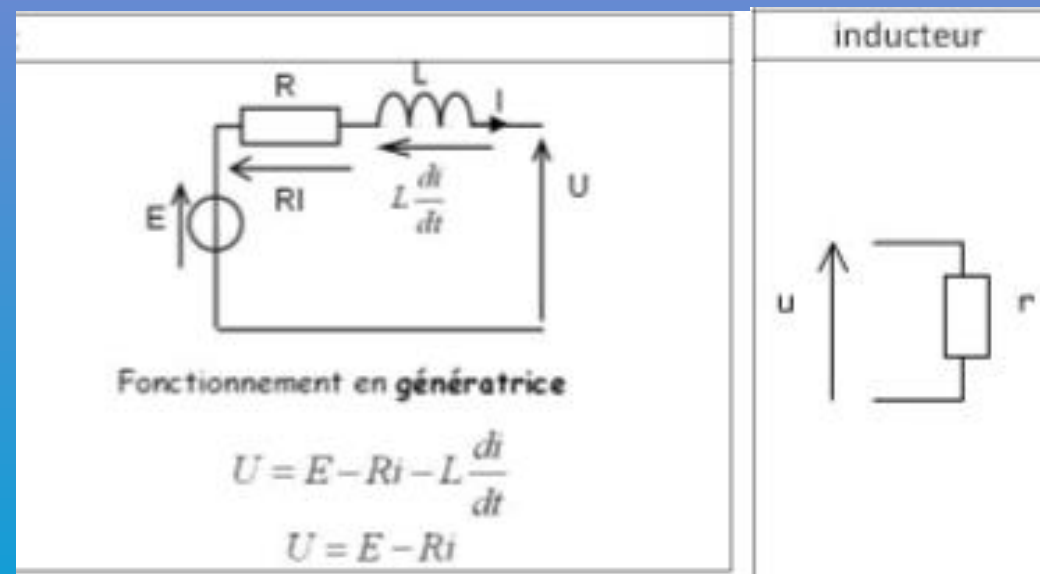 inducteur
R
L
I
E
RI
L di/dt
U
Fonctionnement en génératrice
U = E - Ri - L di/dt
U = E - Ri
u
r